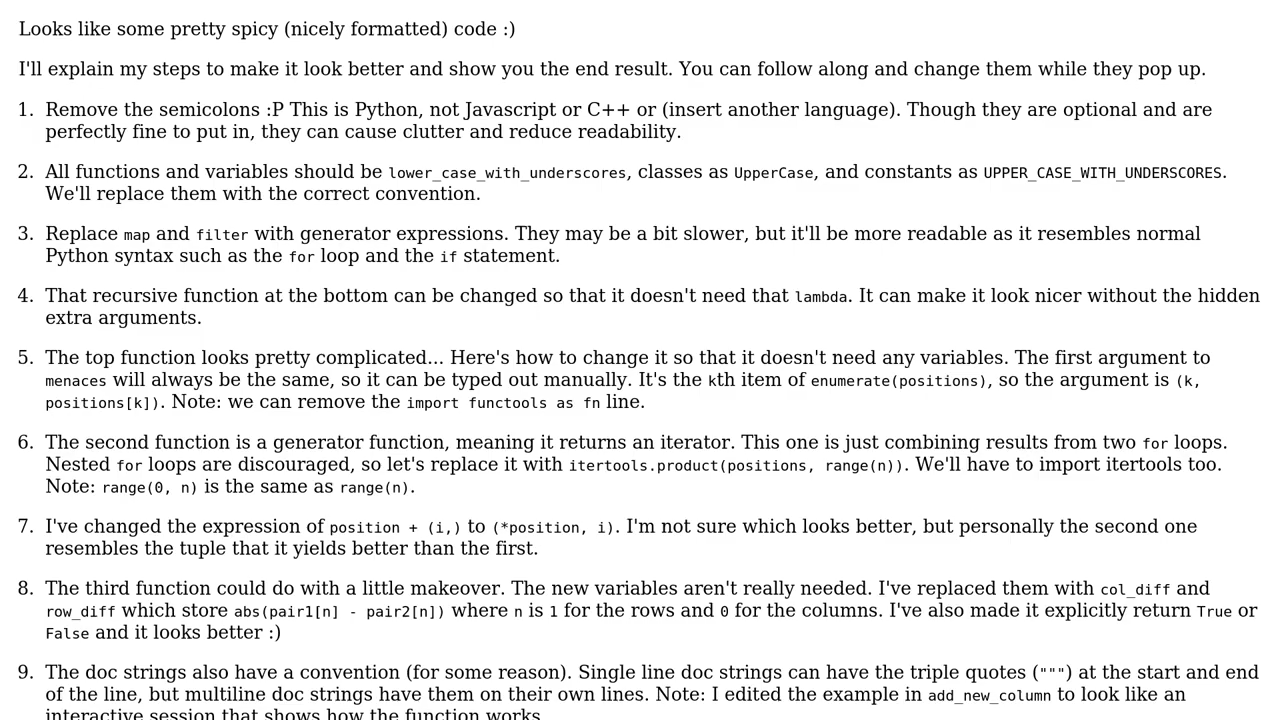 Looks like some pretty spicy (nicely formatted) code :)
I'll explain my steps to make it look better and show you the end result. You can follow along and change them while they pop up.
1. Remove the semicolons :P This is Python, not Javascript or C++ or (insert another language). Though they are optional and are
perfectly fine to put in, they can cause clutter and reduce readability.
2. All functions and variables should be lower_case_with_underscores, classes as UpperCase, and constants as UPPER_CASE_WITH_UNDERSCORES.
We'll replace them with the correct convention.
3. Replace map and filter with generator expressions. They may be a bit slower, but it'll be more readable as it resembles normal
Python syntax such as the for loop and the if statement.
4. That recursive function at the bottom can be changed so that it doesn't need that lambda. It can make it look nicer without the hidden
extra arguments.
5. The top function looks pretty complicated... Here's how to change it so that it doesn't need any variables. The first argument to
menaces will always be the same, so it can be typed out manually. It's the kth item of enumerate(positions), so the argument is (k,
positions[k]). Note: we can remove the import functools as fn line.
6. The second function is a generator function, meaning it returns an iterator. This one is just combining results from two for loops.
Nested for loops are discouraged, so let's replace it with itertools.product(positions, range(n)). We'll have to import itertools too.
Note: range(0, n) is the same as range(n).
7. I've changed the expression of position + (i,) to (*position, i). I'm not sure which looks better, but personally the second one
resembles the tuple that it yields better than the first.
8. The third function could do with a little makeover. The new variables aren't really needed. I've replaced them with col_diff and
row_diff which store abs(pair1[n] - pair2[n]) where n is 1 for the rows and 0 for the columns. I've also made it explicitly return True or
False and it looks better :)
9. The doc strings also have a convention (for some reason). Single line doc strings can have the triple quotes (""") at the start and end
of the line, but multiline doc strings have them on their own lines. Note: I edited the example in add_new_column to look like an
interactive session that shows how the function works.